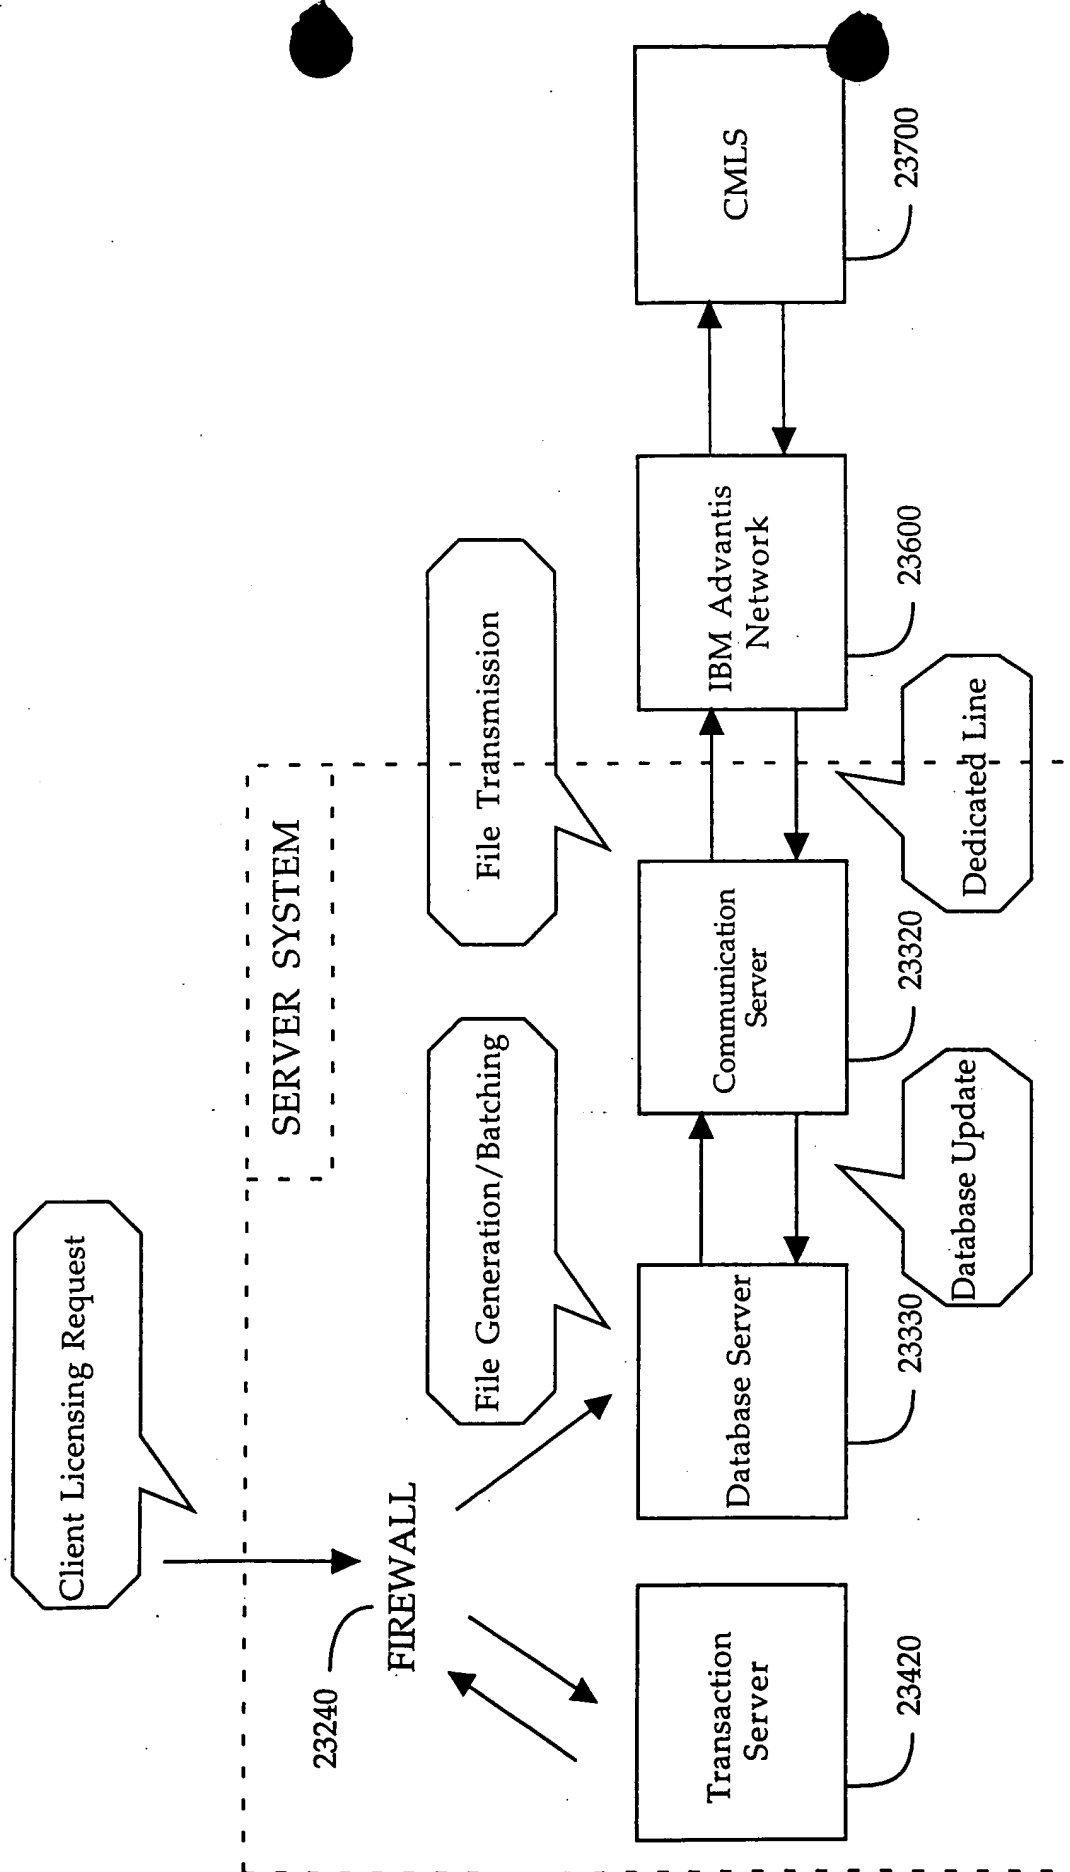 Client Licensing Request
SERVER SYSTEM
23240
FIREWALL
File Generation/Batching
File Transmission
Transaction
Server
Database Server
Communication
Server
IBM Advantis
Network
CMLS
23420
23330
23320
23600
23700
Database Update
Dedicated Line